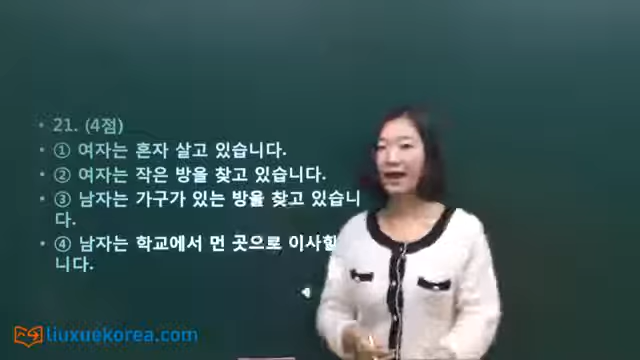 • 21. (4점)
• ① 여자는 혼자 살고 있습니다.
• ② 여자는 작은 방을 찾고 있습니다.
• ③ 남자는 가구가 있는 방을 찾고 있습니
다.
• ④ 남자는 학교에서 먼 곳으로 이사할
니다.
liuxuekorea.com